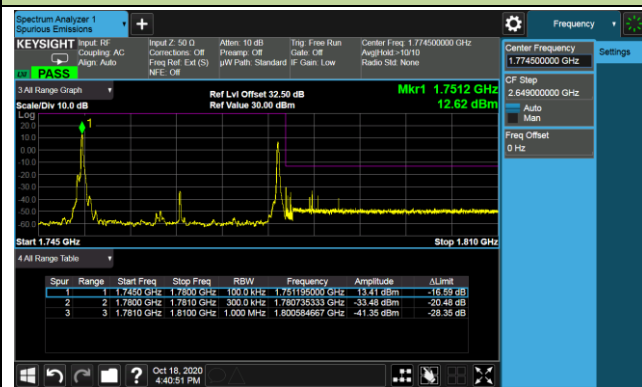 Spectrum Analyzer 1
Spurious Emissions
Frequency
KEYSIGHT
Input: RF
Coupling: AC
Align: Auto
Input Z: 50 Ω
Corrections: Off
Freq Ref: Ext (S)
NFE: Off
Atten: 10 dB
Preamp: Off
µW Path: Standard
Trig: Free Run
Gate: Off
IF Gain: Low
Center Freq: 1.774500000 GHz
Avg|Hold:>10/10
Radio Std: None
PASS
Center Frequency
1.774500000 GHz
Settings
CF Step
2.649000000 GHz
Auto
Man
Freq Offset
0 Hz
3 All Range Graph
Scale/Div 10.0 dB
Ref Lvl Offset 32.50 dB
Ref Value 30.00 dBm
Mkr1 1.7512 GHz
12.62 dBm
Log
20.0
10.0
0.00
-10.0
-20.0
-30.0
-40.0
-50.0
-60.0
1
Start 1.745 GHz
Stop 1.810 GHz
4 All Range Table
Spur Range Start Freq Stop Freq RBW Frequency Amplitude ΔLimit
1 1 1.7450 GHz 1.7800 GHz 100.0 kHz 1.751195000 GHz 13.41 dBm -16.59 dB
2 2 1.7800 GHz 1.7810 GHz 300.0 kHz 1.780735333 GHz -33.48 dBm -20.48 dB
3 3 1.7810 GHz 1.8100 GHz 1.000 MHz 1.800584667 GHz -41.35 dBm -28.35 dB
?
Oct 18, 2020
4:40:51 PM